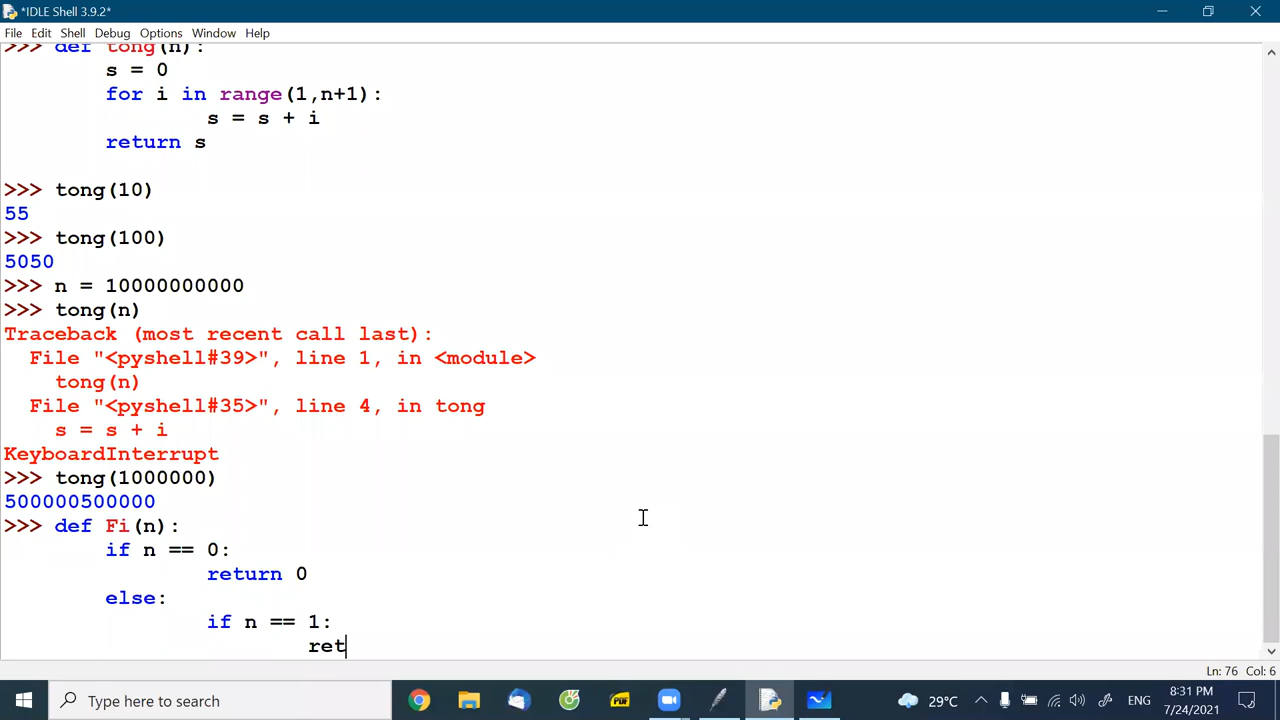 *IDLE Shell 3.9.2*
File Edit Shell Debug Options Window Help
>>> def tong(n):
s = 0
for i in range(1,n+1):
s = s + i
return s
>>> tong(10)
55
>>> tong(100)
5050
>>> n = 10000000000
>>> tong(n)
Traceback (most recent call last):
File "<pyshell#39>", line 1, in <module>
tong(n)
File "<pyshell#35>", line 4, in tong
s = s + i
KeyboardInterrupt
>>> tong(1000000)
500000500000
>>> def Fi(n):
if n == 0:
return 0
else:
if n == 1:
ret
Ln: 76 Col: 6
Type here to search
PDF
29°C
ENG
8:31 PM
7/24/2021